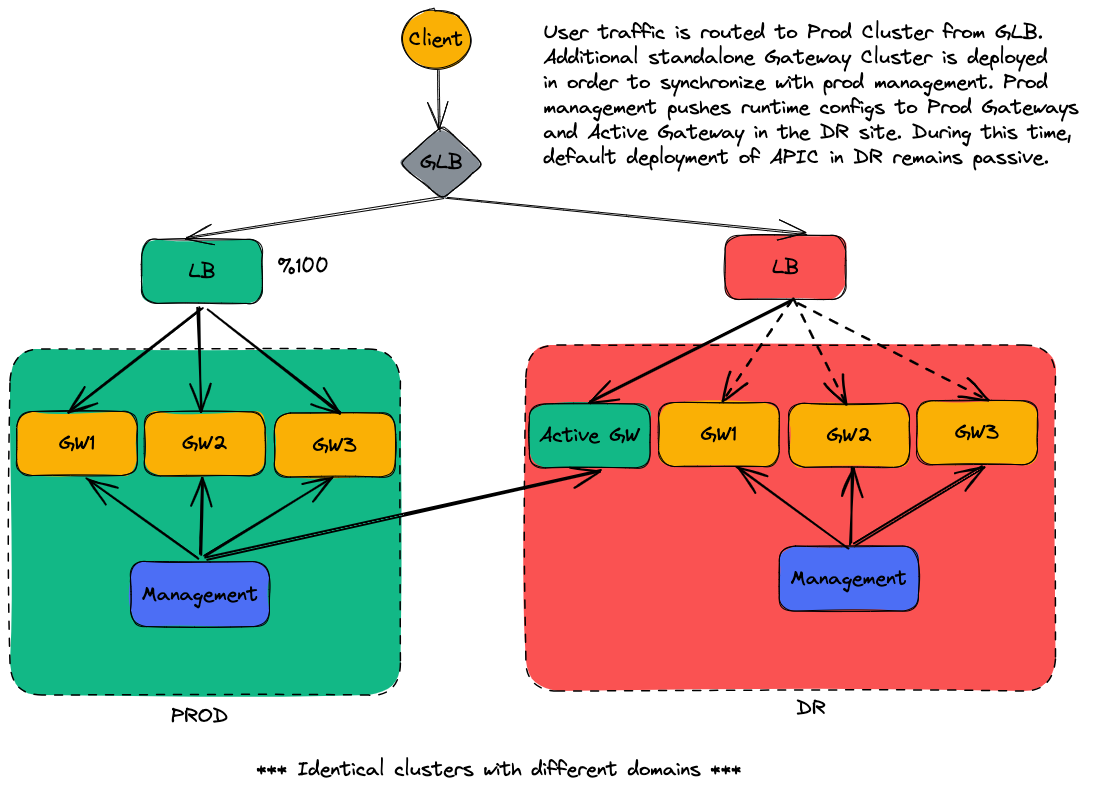 Client
User traffic is routed to Prod Cluster from GLB.
Additional standalone Gateway Cluster is deployed
in order to synchronize with prod management. Prod
management pushes runtime configs to Prod Gateways
and Active Gateway in the DR site. During this time,
default deployment of APIC in DR remains passive.
GLB
LB
%100
LB
GW1
GW2
GW3
Active GW
GW1
GW2
GW3
Management
Management
PROD
DR
*** Identical clusters with different domains ***